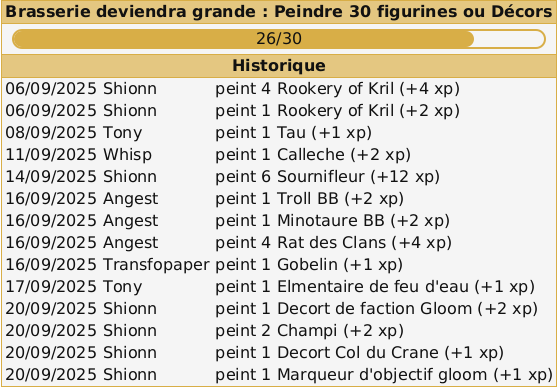 Brasserie deviendra grande : Peindre 30 figurines ou Décors
26/30
Historique
06/09/2025 Shionn peint 4 Rookery of Kril (+4 xp)
06/09/2025 Shionn peint 1 Rookery of Kril (+2 xp)
08/09/2025 Tony peint 1 Tau (+1 xp)
11/09/2025 Whisp peint 1 Calleche (+2 xp)
14/09/2025 Shionn peint 6 Sournifleur (+12 xp)
16/09/2025 Angest peint 1 Troll BB (+2 xp)
16/09/2025 Angest peint 1 Minotaure BB (+2 xp)
16/09/2025 Angest peint 4 Rat des Clans (+4 xp)
16/09/2025 Transfopaper peint 1 Gobelin (+1 xp)
17/09/2025 Tony peint 1 Elmentaire de feu d'eau (+1 xp)
20/09/2025 Shionn peint 1 Decort de faction Gloom (+2 xp)
20/09/2025 Shionn peint 2 Champi (+2 xp)
20/09/2025 Shionn peint 1 Decort Col du Crane (+1 xp)
20/09/2025 Shionn peint 1 Marqueur d'objectif gloom (+1 xp)